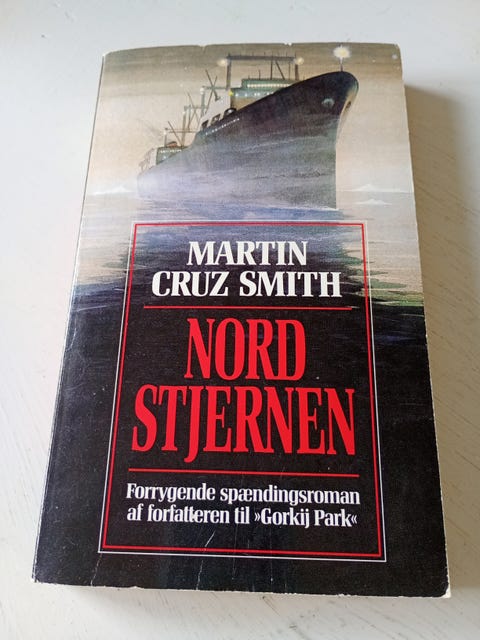 MARTIN
CRUZ SMITH
NORD
STJERNEN
Forrygende spændingsroman
af forfatteren til »Gorkij Park«